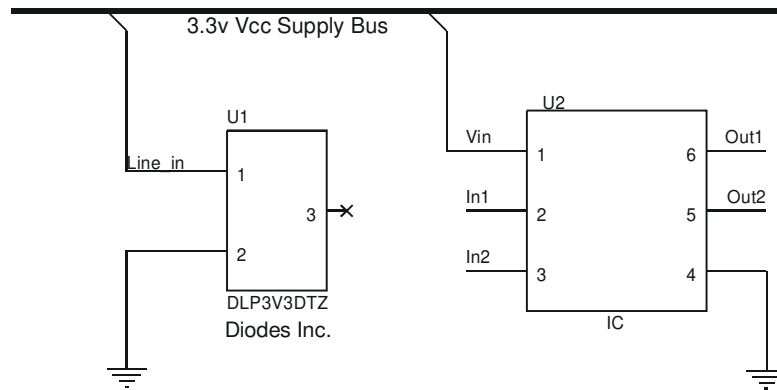 3.3v Vcc Supply Bus
U1
Line_in
1
3
2
DLP3V3DTZ
Diodes Inc.
U2
Vin
1
6
Out1
In1
2
5
Out2
In2
3
4
IC